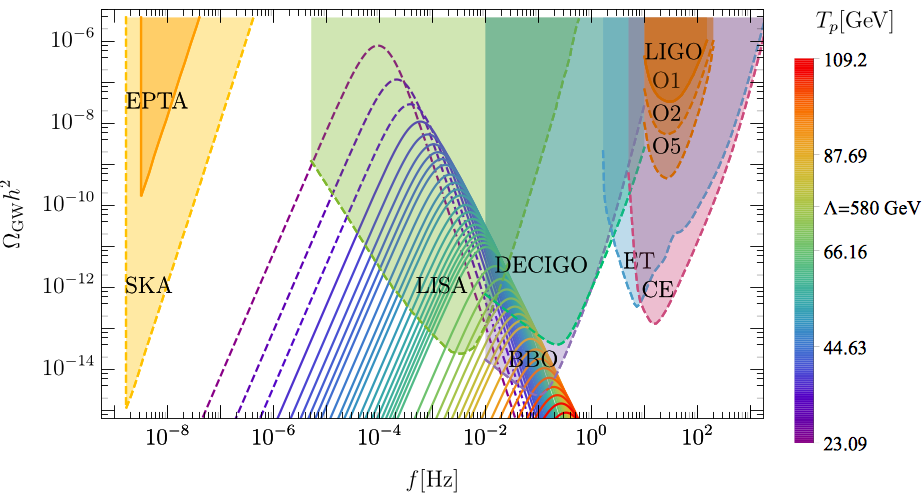 T_p[GeV]
10^-6
10^-8
10^-10
10^-12
10^-14
Ω_GW h^2
EPTA
SKA
LISA
DECIGO
BBO
ET
CE
LIGO
O1
O2
O5
10^-8
10^-6
10^-4
10^-2
10^0
10^2
f[Hz]
109.2
87.69
Λ=580 GeV
66.16
44.63
23.09